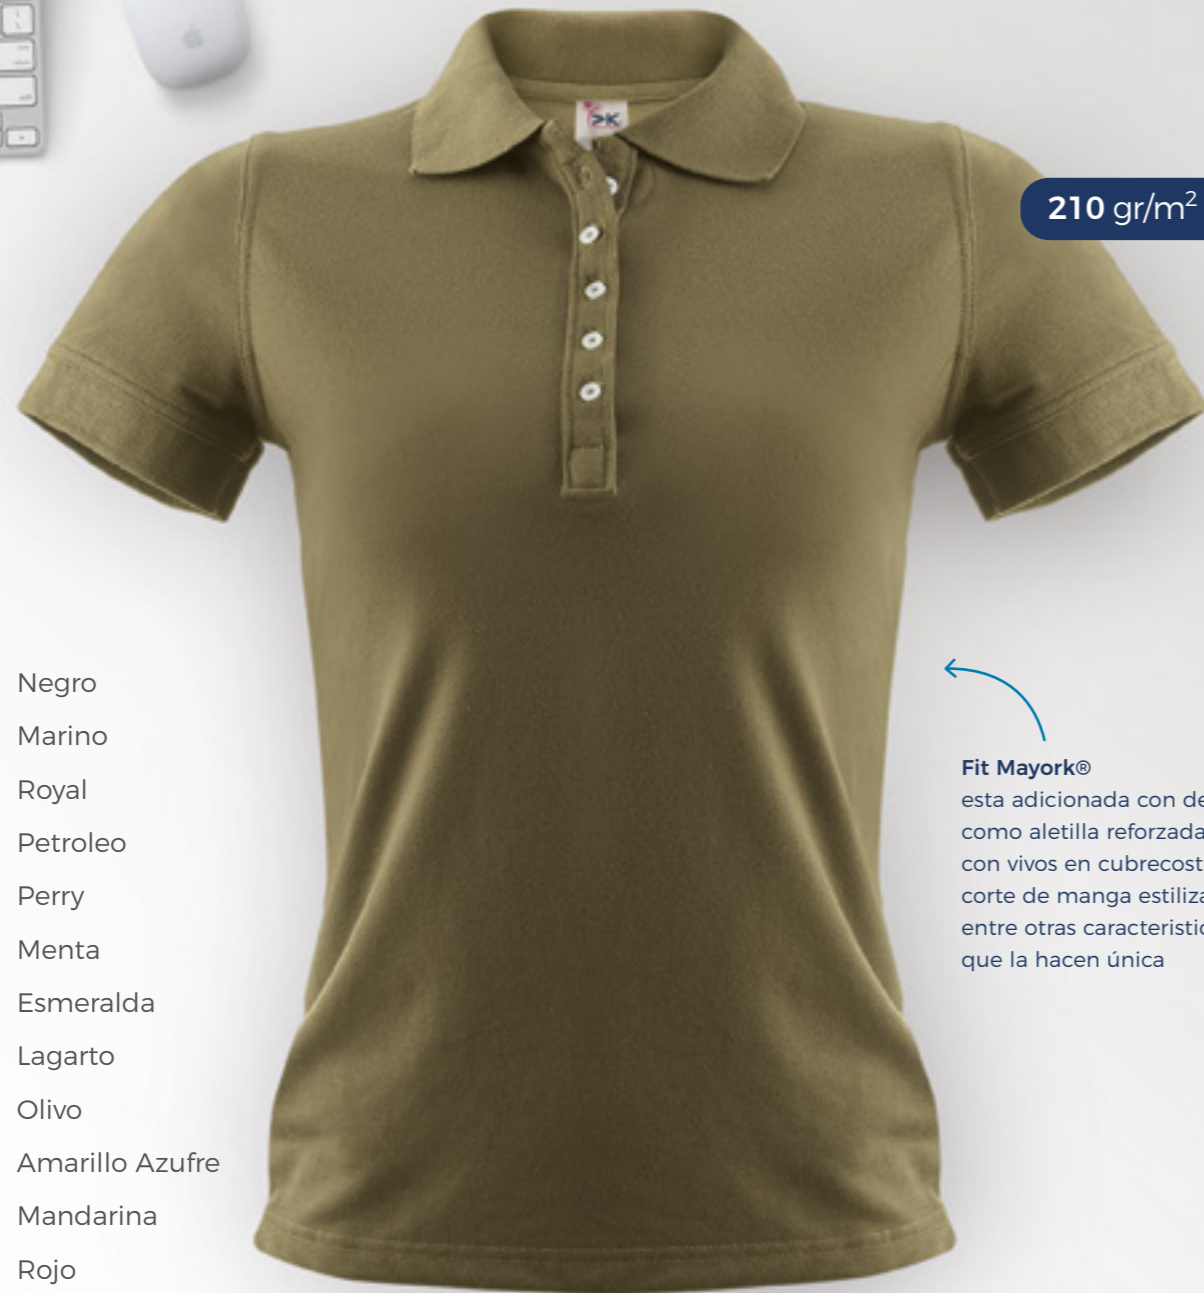 210 gr/m²
Negro
Marino
Royal
Petroleo
Perry
Menta
Esmeralda
Lagarto
Olivo
Amarillo Azufre
Mandarina
Rojo
Fit Mayork®
esta adicionada con de
como aletilla reforzada
con vivos en cubrecost
corte de manga estiliza
entre otras caracteristic
que la hacen única